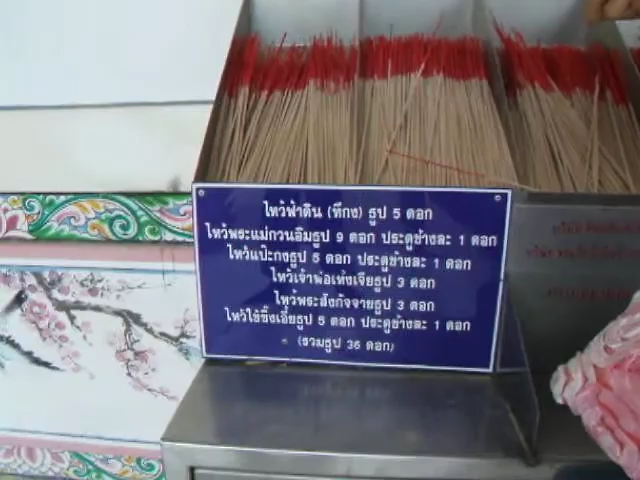 ไหว้ฟ้าดิน (ทีกง) ธูป 5 ดอก
ไหว้พระแม่กวนอิมธูป 9 ดอก ประตูข้างละ 1 ดอก
ไหว้แป๊ะกงธูป 5 ดอก ประตูข้างละ 1 ดอก
ไหว้เจ้าพ่อเห้งเจียธูป 3 ดอก
ไหว้พระสังกัจจายธูป 3 ดอก
ไหว้ไช้ซิ้งเอี้ยธูป 5 ดอก ประตูข้างละ 1 ดอก
(รวมธูป 36 ดอก)